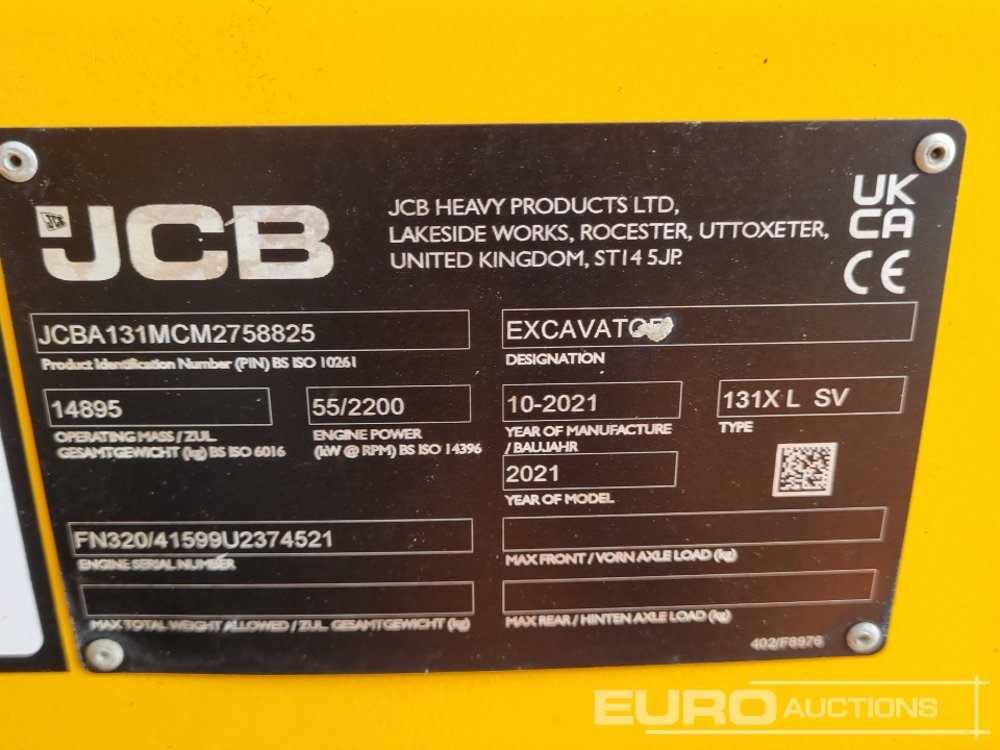 JCB
JCB HEAVY PRODUCTS LTD,
LAKESIDE WORKS, ROCESTER, UTTOXETER,
UNITED KINGDOM, ST14 5JP.
UK
CA
CE
JCBA131MCM2758825
Product Identification Number (PIN) BS ISO 10261
EXCAVATOR
DESIGNATION
14895
OPERATING MASS / ZUL.
GESAMTGEWICHT (kg) BS ISO 6016
55/2200
ENGINE POWER
(kW @ RPM) BS ISO 14396
10-2021
YEAR OF MANUFACTURE
/ BAUJAHR
131X L SV
TYPE
2021
YEAR OF MODEL
FN320/41599U2374521
ENGINE SERIAL NUMBER
MAX FRONT / VORN AXLE LOAD (kg)
MAX TOTAL WEIGHT ALLOWED / ZUL. GESAMTGEWICHT (kg)
MAX REAR / HINTEN AXLE LOAD (kg)
402/F8976
EURO AUCTIONS